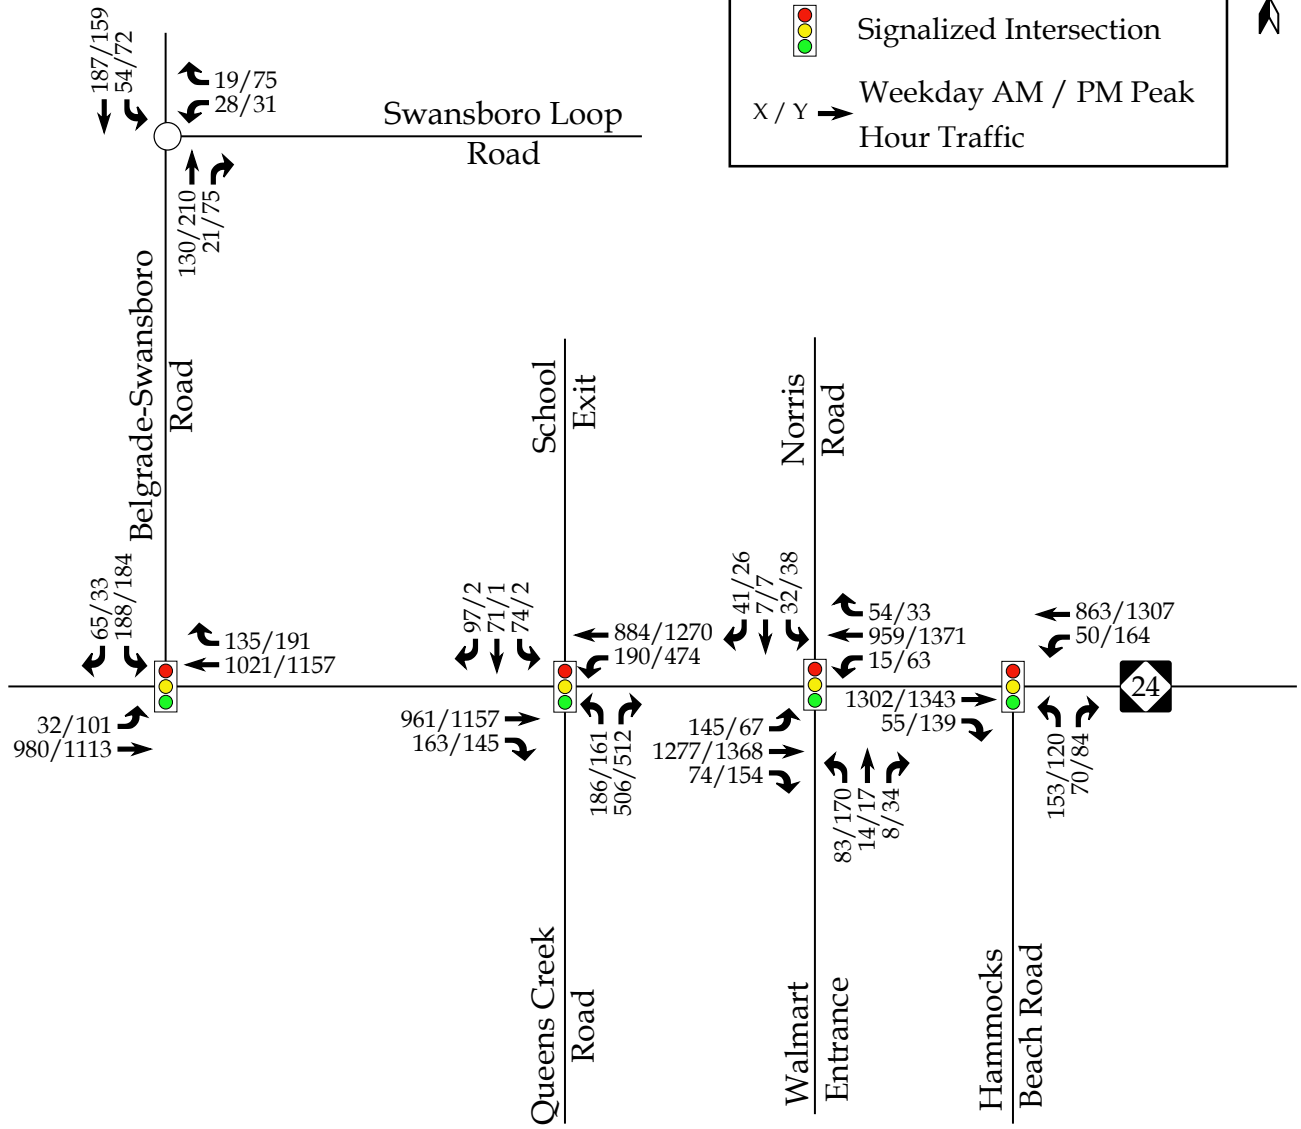 Signalized Intersection
X / Y
Weekday AM / PM Peak
Hour Traffic
187/159
54/72
19/75
28/31
Swansboro Loop
Road
130/210
21/75
Belgrade-Swansboro
Road
School
Exit
Norris
Road
65/33
188/184
135/191
1021/1157
32/101
980/1113
97/2
71/1
74/2
884/1270
190/474
961/1157
163/145
186/161
506/512
41/26
7/7
32/38
54/33
959/1371
15/63
145/67
1277/1368
74/154
83/170
14/17
8/34
863/1307
50/164
1302/1343
55/139
153/120
70/84
24
Queens Creek
Road
Walmart
Entrance
Hammocks
Beach Road